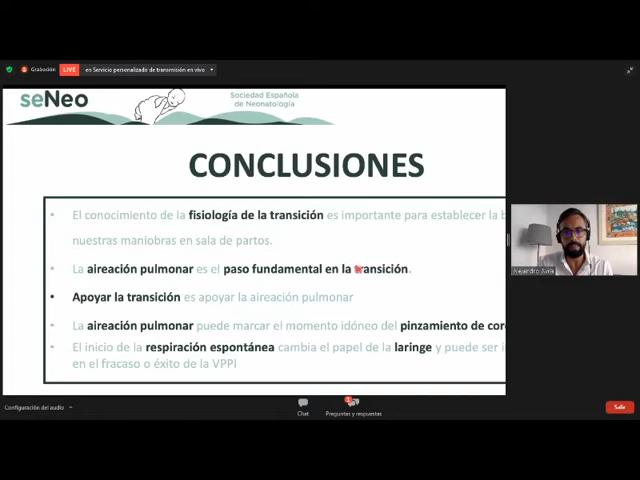 Grabación LIVE en Servicio personalizado de transmisión en vivo
seNeo
Sociedad Española
de Neonatología
CONCLUSIONES
• El conocimiento de la fisiología de la transición es importante para establecer la b
nuestras maniobras en sala de partos.
• La aireación pulmonar es el paso fundamental en la transición.
• Apoyar la transición es apoyar la aireación pulmonar
• La aireación pulmonar puede marcar el momento idóneo del pinzamiento de cor
• El inicio de la respiración espontánea cambia el papel de la laringe y puede ser i
en el fracaso o éxito de la VPPI
Alejandro
Configuración del audio
Chat
Preguntas y respuestas
1
Salir